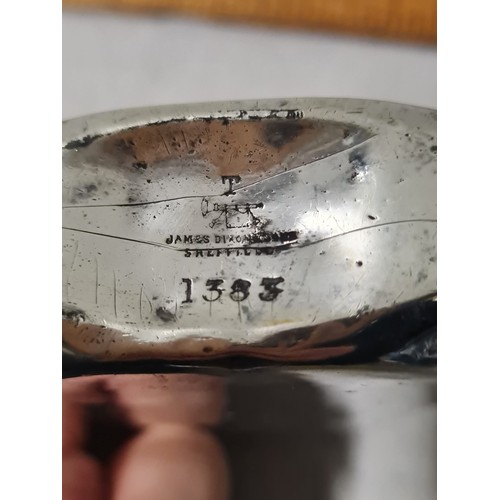 T
JAMES DIXON & SONS
SHEFFIELD
1383